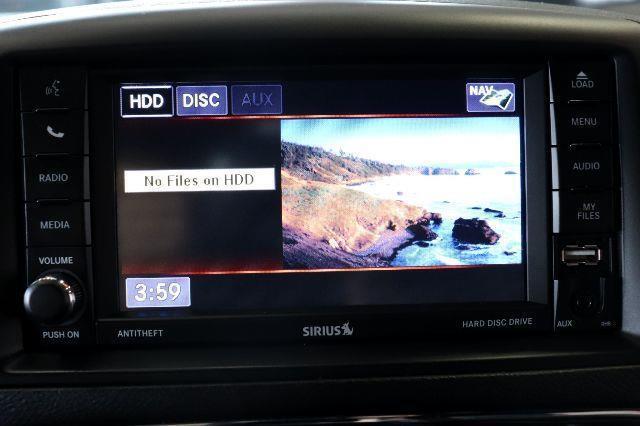 HDD DISC AUX NAV
LOAD
MENU
RADIO
AUDIO
No Files on HDD
MEDIA
MY
FILES
VOLUME
3:59
PUSH ON
ANTITHEFT
SIRIUS
HARD DISC DRIVE
AUX